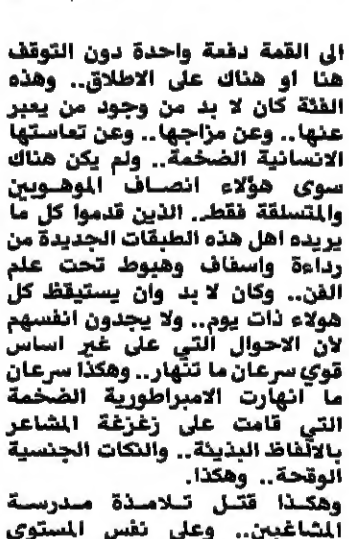 الى القمة دفعة واحدة دون التوقف
هنا او هناك على الاطلاق.. وهذه
الفئة كان لا بد من وجود من يعبر
عنها.. وعن مزاجها.. وعن تعاستها
الانسانية الضخمة.. ولم يكن هناك
سوى هؤلاء انصاف الموهوبين
والمتسلقة فقط.. الذين قدموا كل ما
يريده اهل هذه الطبقات الجديدة من
رداءة واسفاف وهبوط تحت علم
الفن.. وكان لا بد وان يستيقظ كل
هولاء ذات يوم.. ولا يجدون انفسهم
لأن الاحوال التي على غير اساس
قوي سرعان ما تنهار.. وهكذا سرعان
ما انهارت الامبراطورية الضخمة
التي قامت على زغزغة المشاعر
بالألفاظ البذيئة.. والنكات الجنسية
الوقحة.. وهكذا.
وهكذا قتل تلامذة مدرسة
المشاغبين.. وعلى نفس المستوى